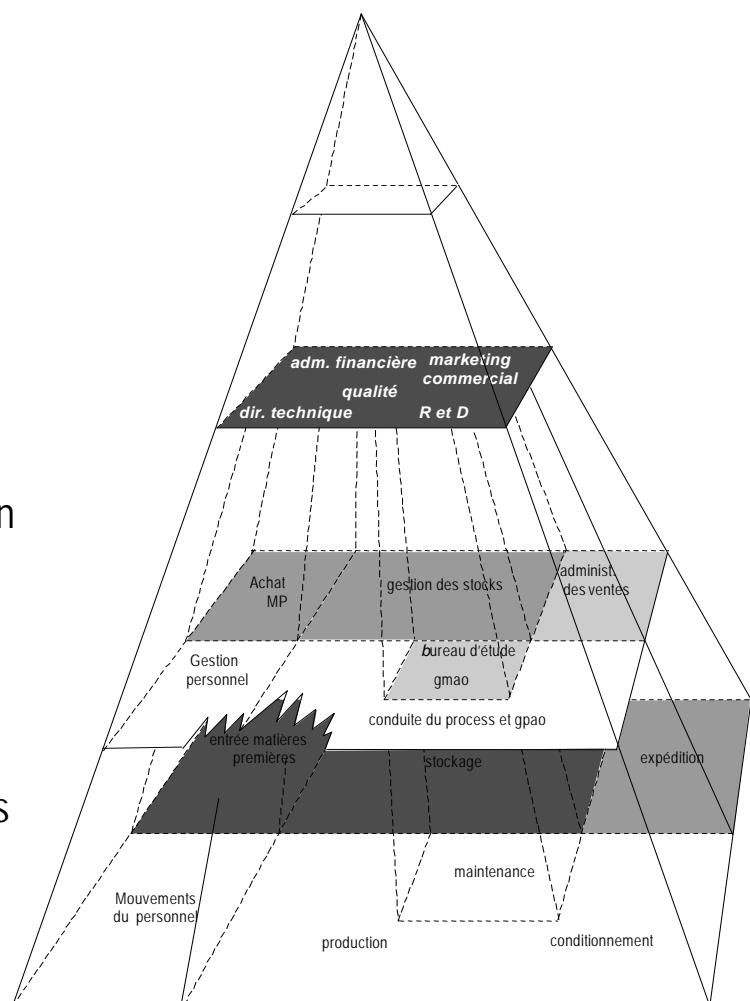 adm. financière
marketing
commercial
qualité
dir. technique
R et D
n
Achat
MP
gestion des stocks
administ.
des ventes
bureau d'étude
gmao
Gestion
personnel
conduite du process et gpao
entrée matières
premières
stockage
expédition
s
maintenance
Mouvements
du personnel
production
conditionnement